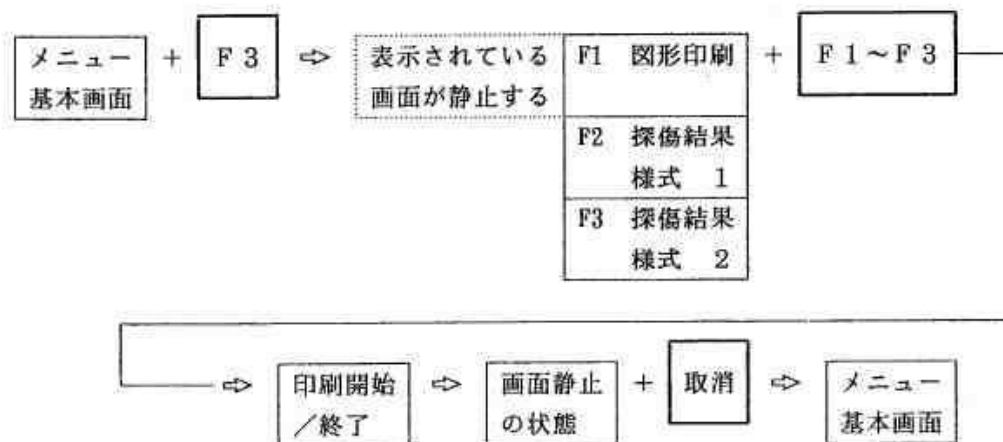 メニュー
基本画面
+
F 3
⇨
表示されている
画面が静止する
F1 図形印刷
F2 探傷結果
様式 1
F3 探傷結果
様式 2
+
F 1~F 3
⇨
印刷開始
/終了
⇨
画面静止
の状態
+
取消
⇨
メニュー
基本画面